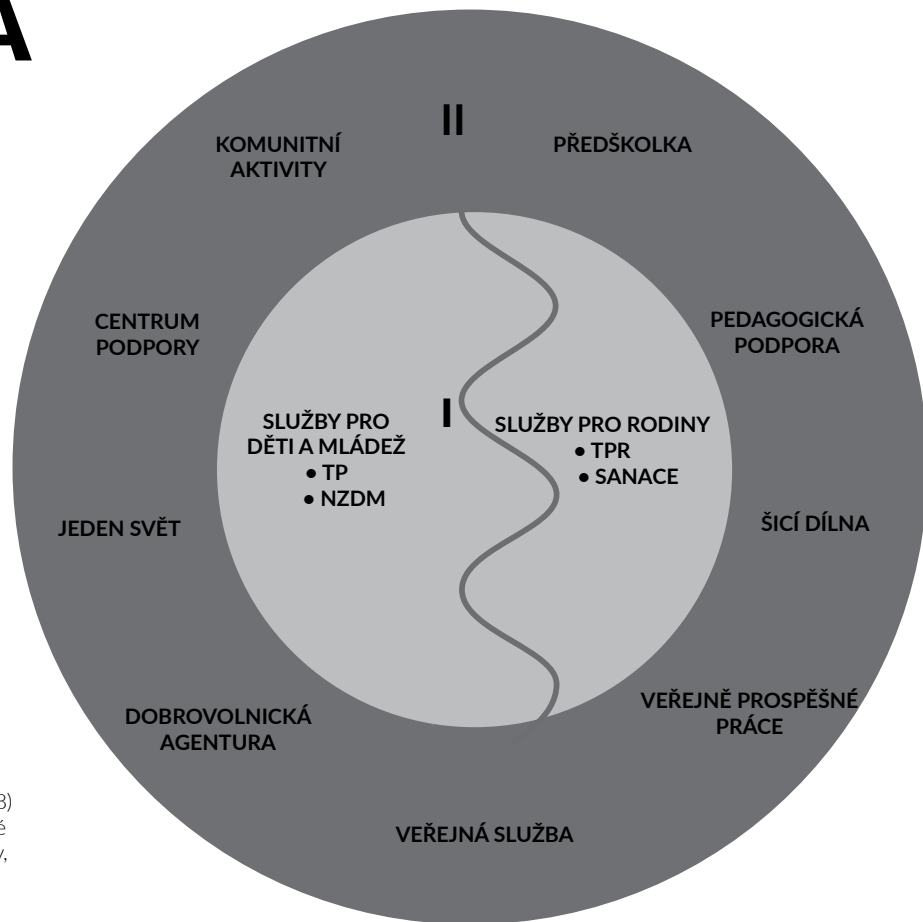 A
II
KOMUNITNÍ
AKTIVITY
PŘEDŠKOLKA
CENTRUM
PODPORY
PEDAGOGICKÁ
PODPORA
I
SLUŽBY PRO
DĚTI A MLÁDEŽ
• TP
• NZDM
SLUŽBY PRO RODINY
• TPR
• SANACE
JEDEN SVĚT
ŠICÍ DÍLNA
DOBROVOLNICKÁ
AGENTURA
VEŘEJNĚ PROSPĚŠNÉ
PRÁCE
VEŘEJNÁ SLUŽBA
3)
é
y,